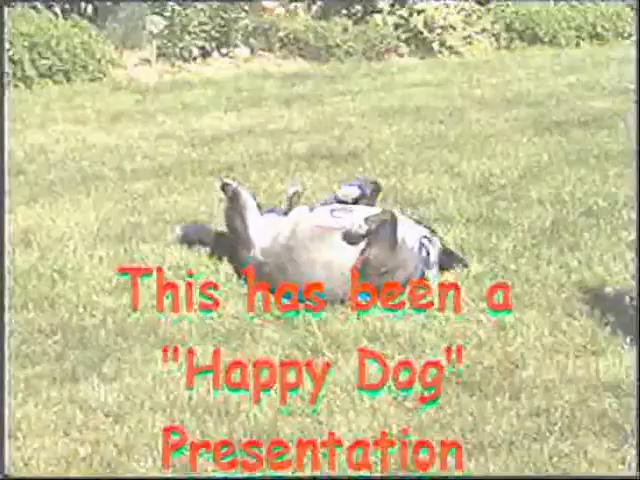 This has been a
"Happy Dog"
Presentation